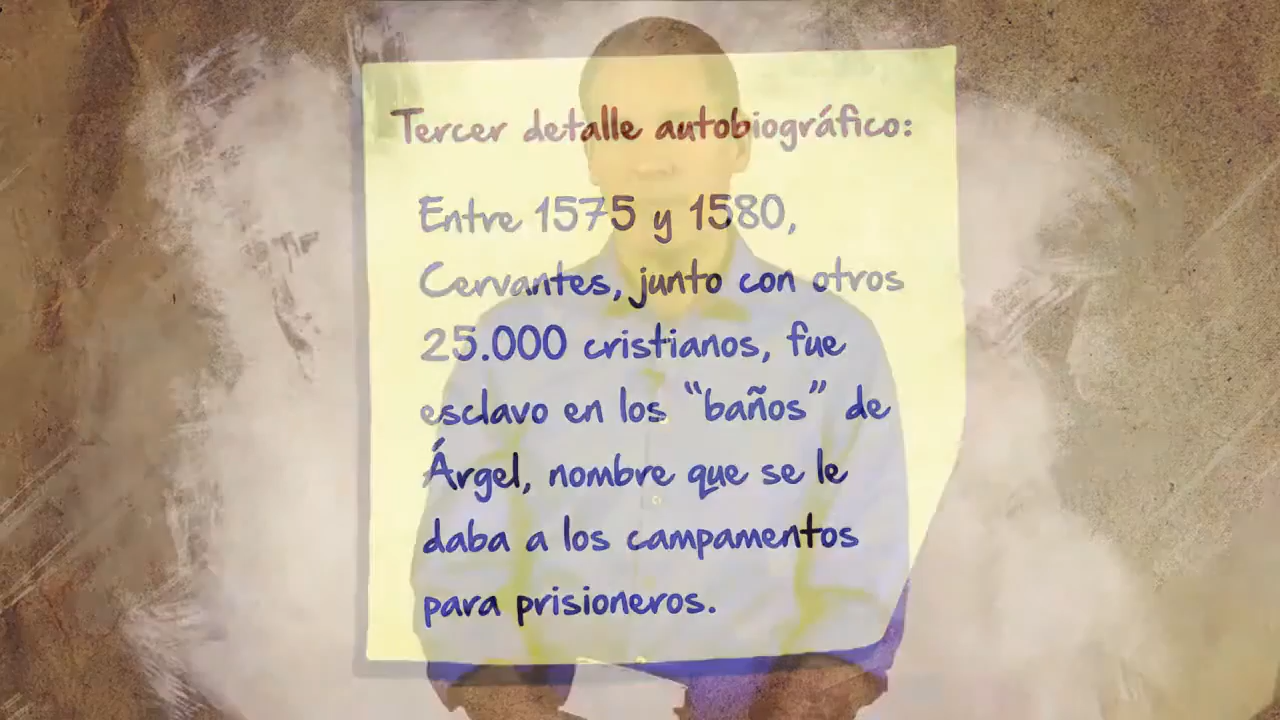 Tercer detalle autobiográfico:
Entre 1575 y 1580,
Cervantes, junto con otros
25.000 cristianos, fue
esclavo en los “baños” de
Árgel, nombre que se le
daba a los campamentos
para prisioneros.